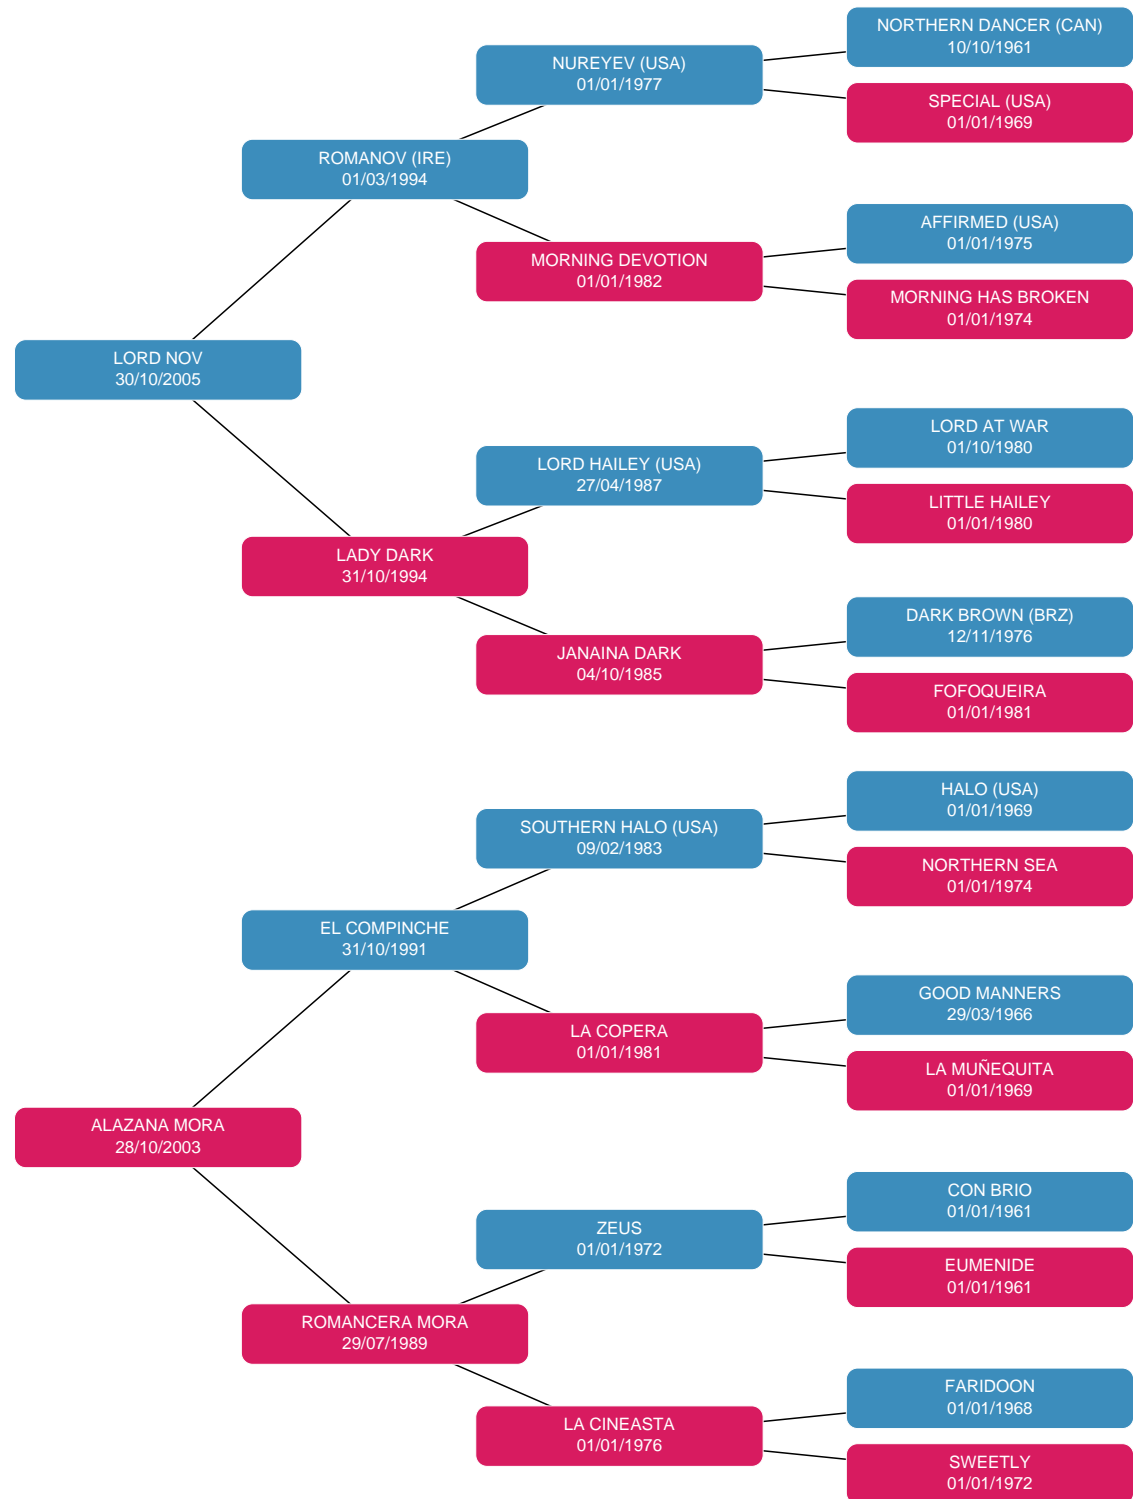 NORTHERN DANCER (CAN)
10/10/1961
NUREYEV (USA)
01/01/1977
SPECIAL (USA)
01/01/1969
ROMANOV (IRE)
01/03/1994
AFFIRMED (USA)
01/01/1975
MORNING DEVOTION
01/01/1982
MORNING HAS BROKEN
01/01/1974
LORD NOV
30/10/2005
LORD AT WAR
01/10/1980
LORD HAILEY (USA)
27/04/1987
LITTLE HAILEY
01/01/1980
LADY DARK
31/10/1994
DARK BROWN (BRZ)
12/11/1976
JANAINA DARK
04/10/1985
FOFOQUEIRA
01/01/1981
HALO (USA)
01/01/1969
SOUTHERN HALO (USA)
09/02/1983
NORTHERN SEA
01/01/1974
EL COMPINCHE
31/10/1991
GOOD MANNERS
29/03/1966
LA COPERA
01/01/1981
LA MUÑEQUITA
01/01/1969
ALAZANA MORA
28/10/2003
CON BRIO
01/01/1961
ZEUS
01/01/1972
EUMENIDE
01/01/1961
ROMANCERA MORA
29/07/1989
FARIDOON
01/01/1968
LA CINEASTA
01/01/1976
SWEETLY
01/01/1972